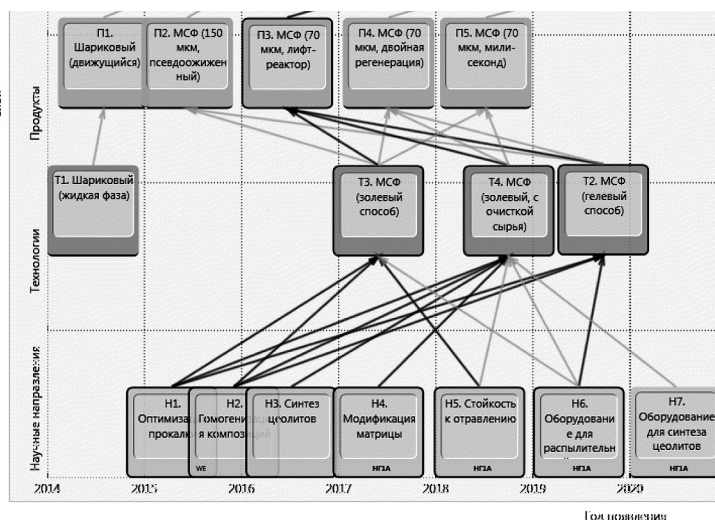 П1.
Шариковый
(движущийся)
П2. МСФ (150
мкм,
псевдоожижен
ный)
П3. МСФ (70
мкм, лифт-
реактор)
П4. МСФ (70
мкм, двойная
регенерация)
П5. МСФ (70
мкм, мили-
секонд)
Продукты
Т1. Шариковый
(жидкая фаза)
Т3. МСФ
(золевый
способ)
Т4. МСФ
(золевый, с
очисткой
сырья)
Т2. МСФ
(гелевый
способ)
Технологии
Н1.
Оптимиза
прокал
Н2.
Гомогени
я композиций
WE
Н3. Синтез
цеолитов
Н4.
Модификация
матрицы
НГ1А
Н5. Стойкость
к отравлению
НГ1А
Н6.
Оборудовани
е для
распылительн
НГ1А
Н7.
Оборудование
для синтеза
цеолитов
НГ1А
Научные направления
2014 2015 2016 2017 2018 2019 2020
Год появления